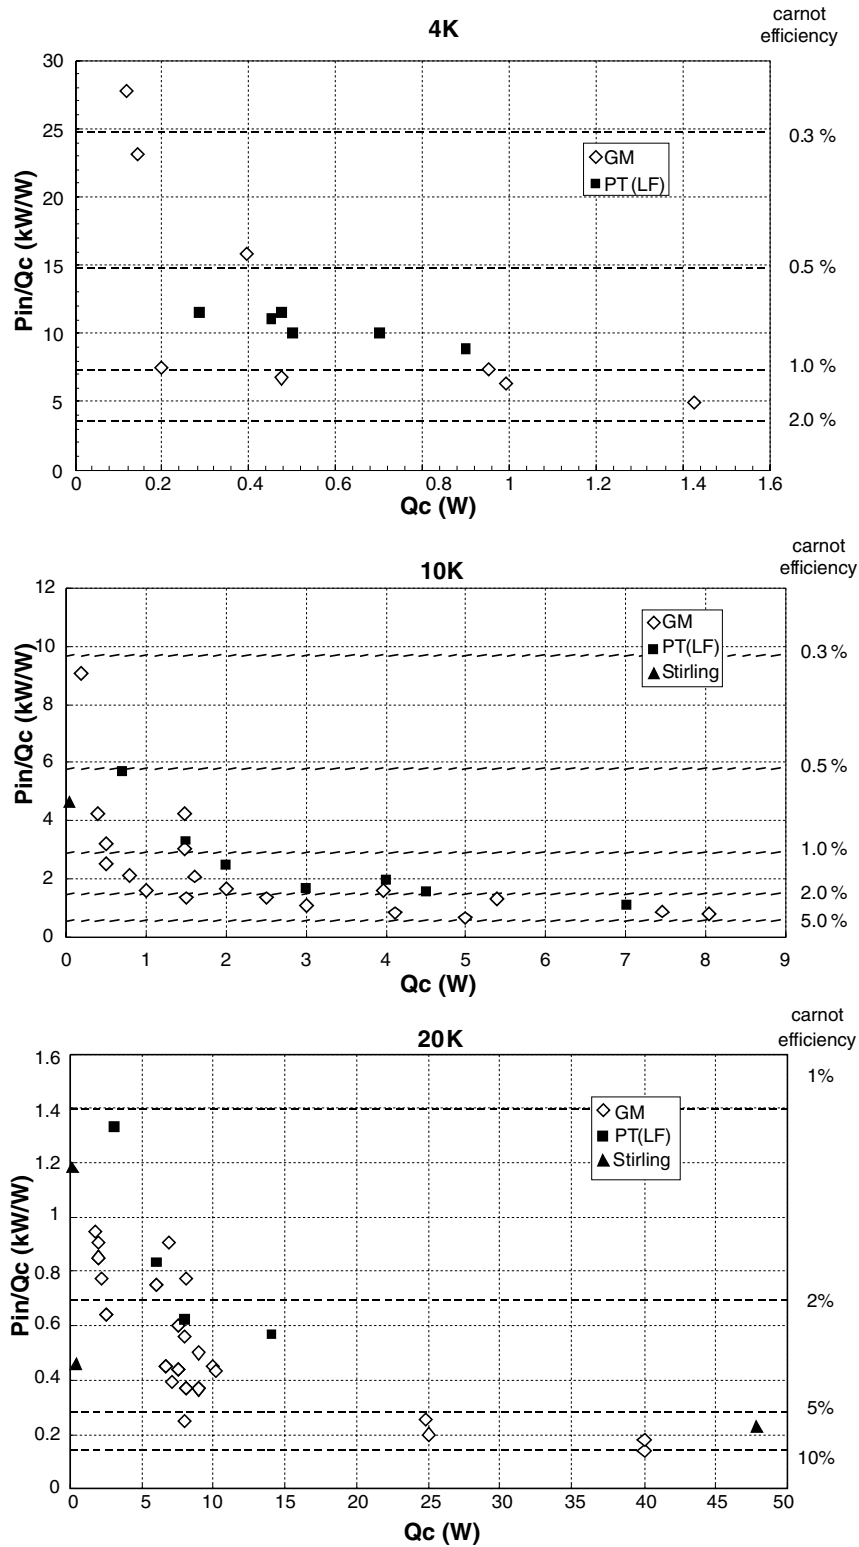 4K
carnot
efficiency
30
25
20
15
10
5
0
Pin/Qc (kW/W)
GM
PT (LF)
0.3 %
0.5 %
1.0 %
2.0 %
0 0.2 0.4 0.6 0.8 1 1.2 1.4 1.6
Qc (W)
10K
carnot
efficiency
12
10
8
6
4
2
0
Pin/Qc (kW/W)
GM
PT(LF)
Stirling
0.3 %
0.5 %
1.0 %
2.0 %
5.0 %
0 1 2 3 4 5 6 7 8 9
Qc (W)
20K
carnot
efficiency
1.6
1.4
1.2
1
0.8
0.6
0.4
0.2
0
Pin/Qc (kW/W)
GM
PT(LF)
Stirling
1%
2%
5%
10%
0 5 10 15 20 25 30 35 40 45 50
Qc (W)